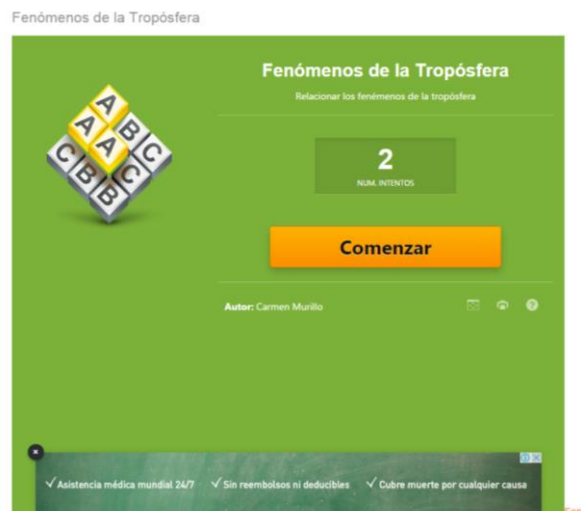 Fenómenos de la Tropósfera
Fenómenos de la Tropósfera
Relacionar los fenémenos de la tropósfera
A
A
B
A
A
C
C
C
B
B
2
NUM. INTENTOS
Comenzar
Autor: Carmen Murillo
?
✓ Asistencia médica mundial 24/7 ✓ Sin reembolsos ni deducibles ✓ Cubre muerte por cualquier causa